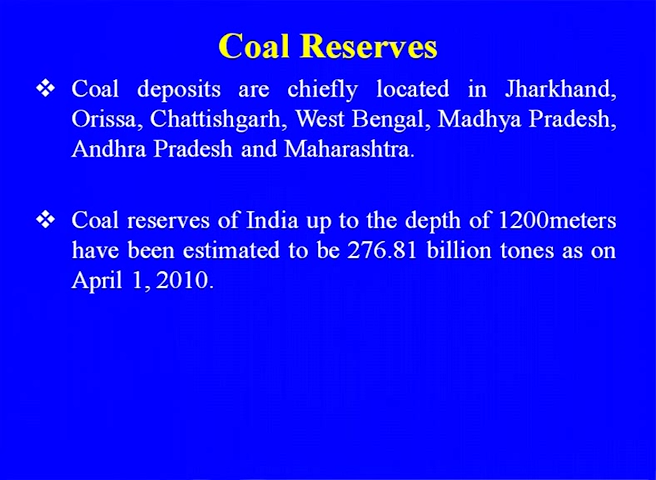 Coal Reserves
❖ Coal deposits are chiefly located in Jharkhand,
Orissa, Chattishgarh, West Bengal, Madhya Pradesh,
Andhra Pradesh and Maharashtra.
❖ Coal reserves of India up to the depth of 1200meters
have been estimated to be 276.81 billion tones as on
April 1, 2010.